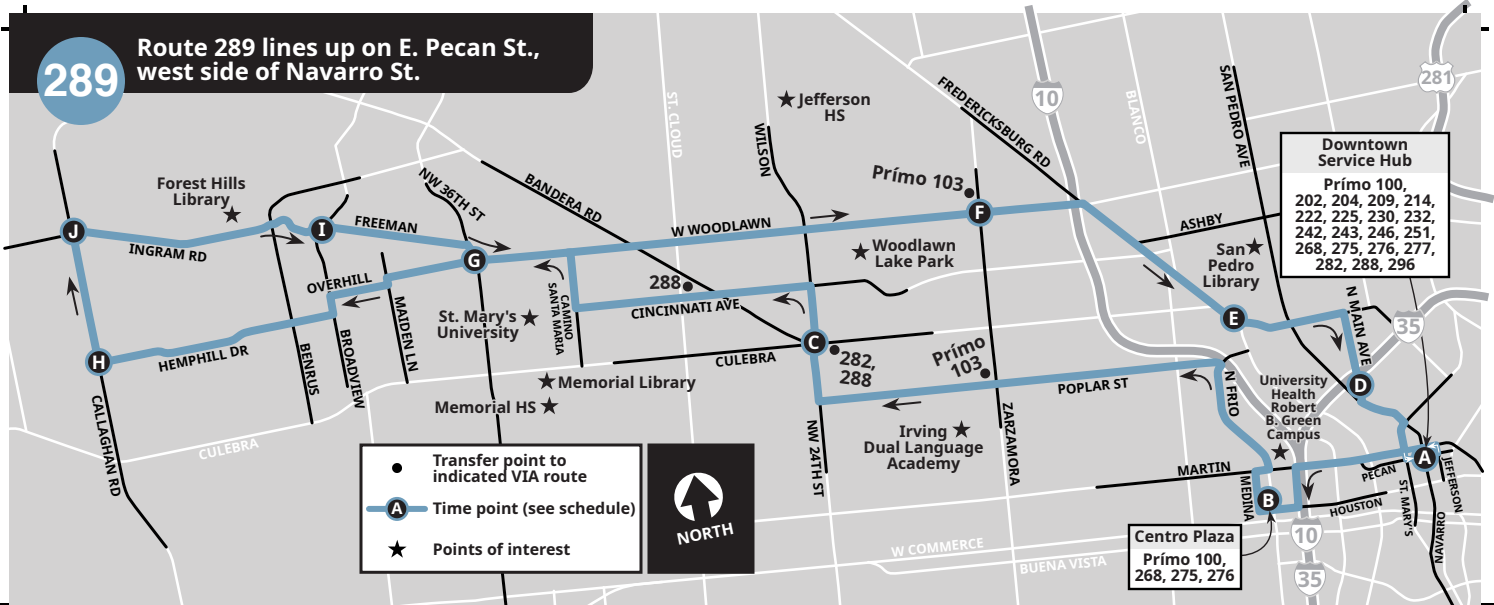 289
Route 289 lines up on E. Pecan St.,
west side of Navarro St.
Jefferson
HS
10
281
ST. CLOUD
WILSON
FREDERICKSBURG RD
BLANCO
SAN PEDRO AVE
Downtown
Service Hub
Prímo 100,
202, 204, 209, 214,
222, 225, 230, 232,
242, 243, 246, 251,
268, 275, 276, 277,
282, 288, 296
Forest Hills
Library
NW 36TH ST
BANDERA RD
Prímo 103
J
INGRAM RD
I
FREEMAN
G
W WOODLAWN
F
ASHBY
San
Pedro
Library
Woodlawn
Lake Park
OVERHILL
288
CAMINO
SANTA MARIA
CINCINNATI AVE
St. Mary's
University
MAIDEN LN
BROADVIEW
BENRUS
HEMPHILL DR
H
C
282,
288
CULEBRA
Prímo
103
E
N MAIN AVE
35
D
POPLAR ST
N FRIO
University
Health
Robert
B. Green
Campus
Memorial Library
Memorial HS
CALLAGHAN RD
CULEBRA
NW 24TH ST
Irving
Dual Language
Academy
ZARZAMORA
MARTIN
MEDINA
B
A
PECAN
HOUSTON
ST. MARY'S
NAVARRO
JEFFERSON
Transfer point to
indicated VIA route
A
Time point (see schedule)
Points of interest
NORTH
W COMMERCE
BUENA VISTA
Centro Plaza
Prímo 100,
268, 275, 276
10
35